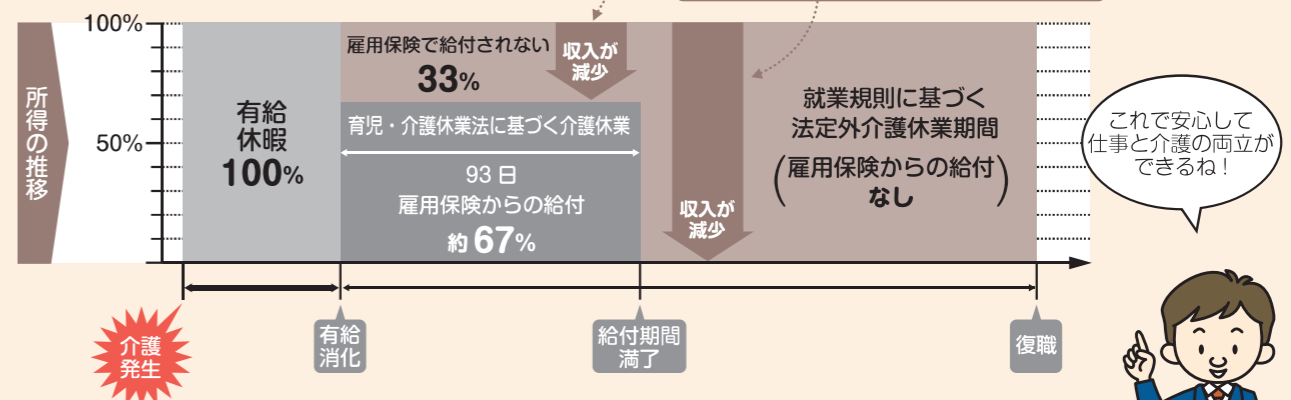 所得の推移
100%
50%
有給
休暇
100%
雇用保険で給付されない
33%
収入が
減少
育児・介護休業法に基づく介護休業
93日
雇用保険からの給付
約67%
収入が
減少
就業規則に基づく
法定外介護休業期間
(雇用保険からの給付
なし)
これで安心して
仕事と介護の両立が
できるね！
介護
発生
有給
消化
給付期間
満了
復職